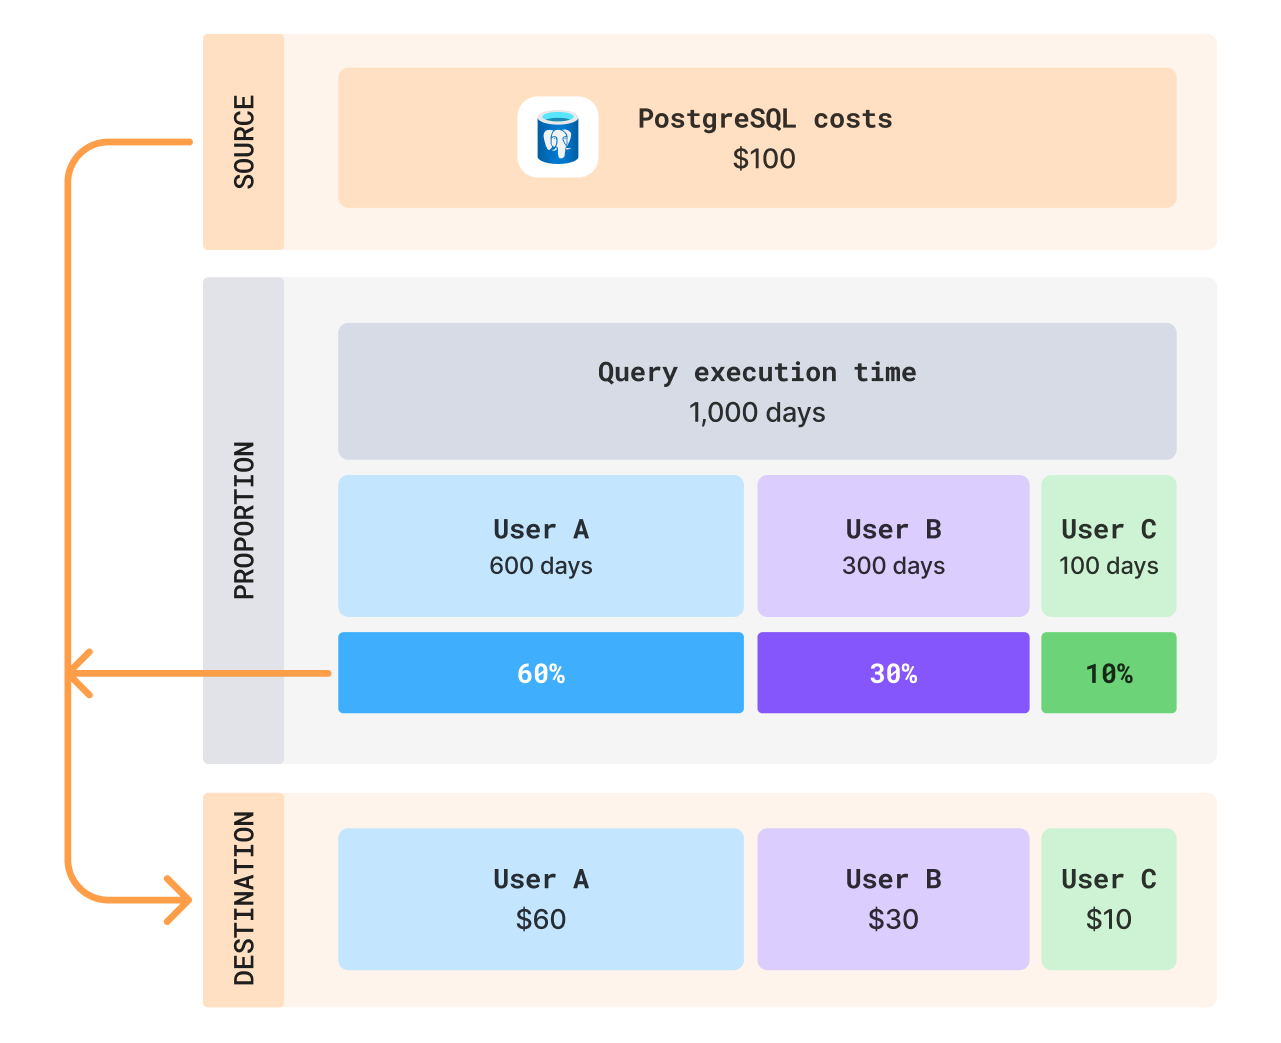 SOURCE
PostgreSQL costs
$100
PROPORTION
Query execution time
1,000 days
User A
600 days
User B
300 days
User C
100 days
60%
30%
10%
DESTINATION
User A
$60
User B
$30
User C
$10